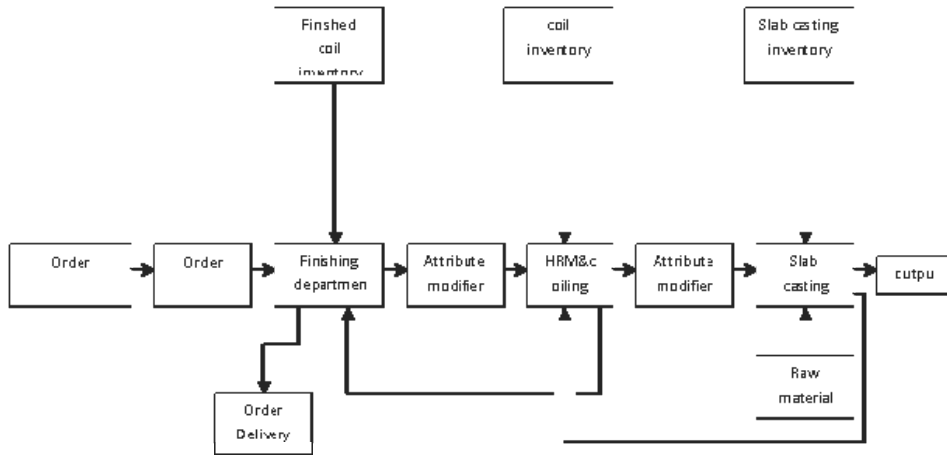 Finshed
coil
inventory
coil
inventory
Slab casting
inventory
Order
Order
Finishing
departmen
Attribute
modifier
HRM&c
oiling
Attribute
modifier
Slab
casting
outpu
Raw
material
Order
Delivery